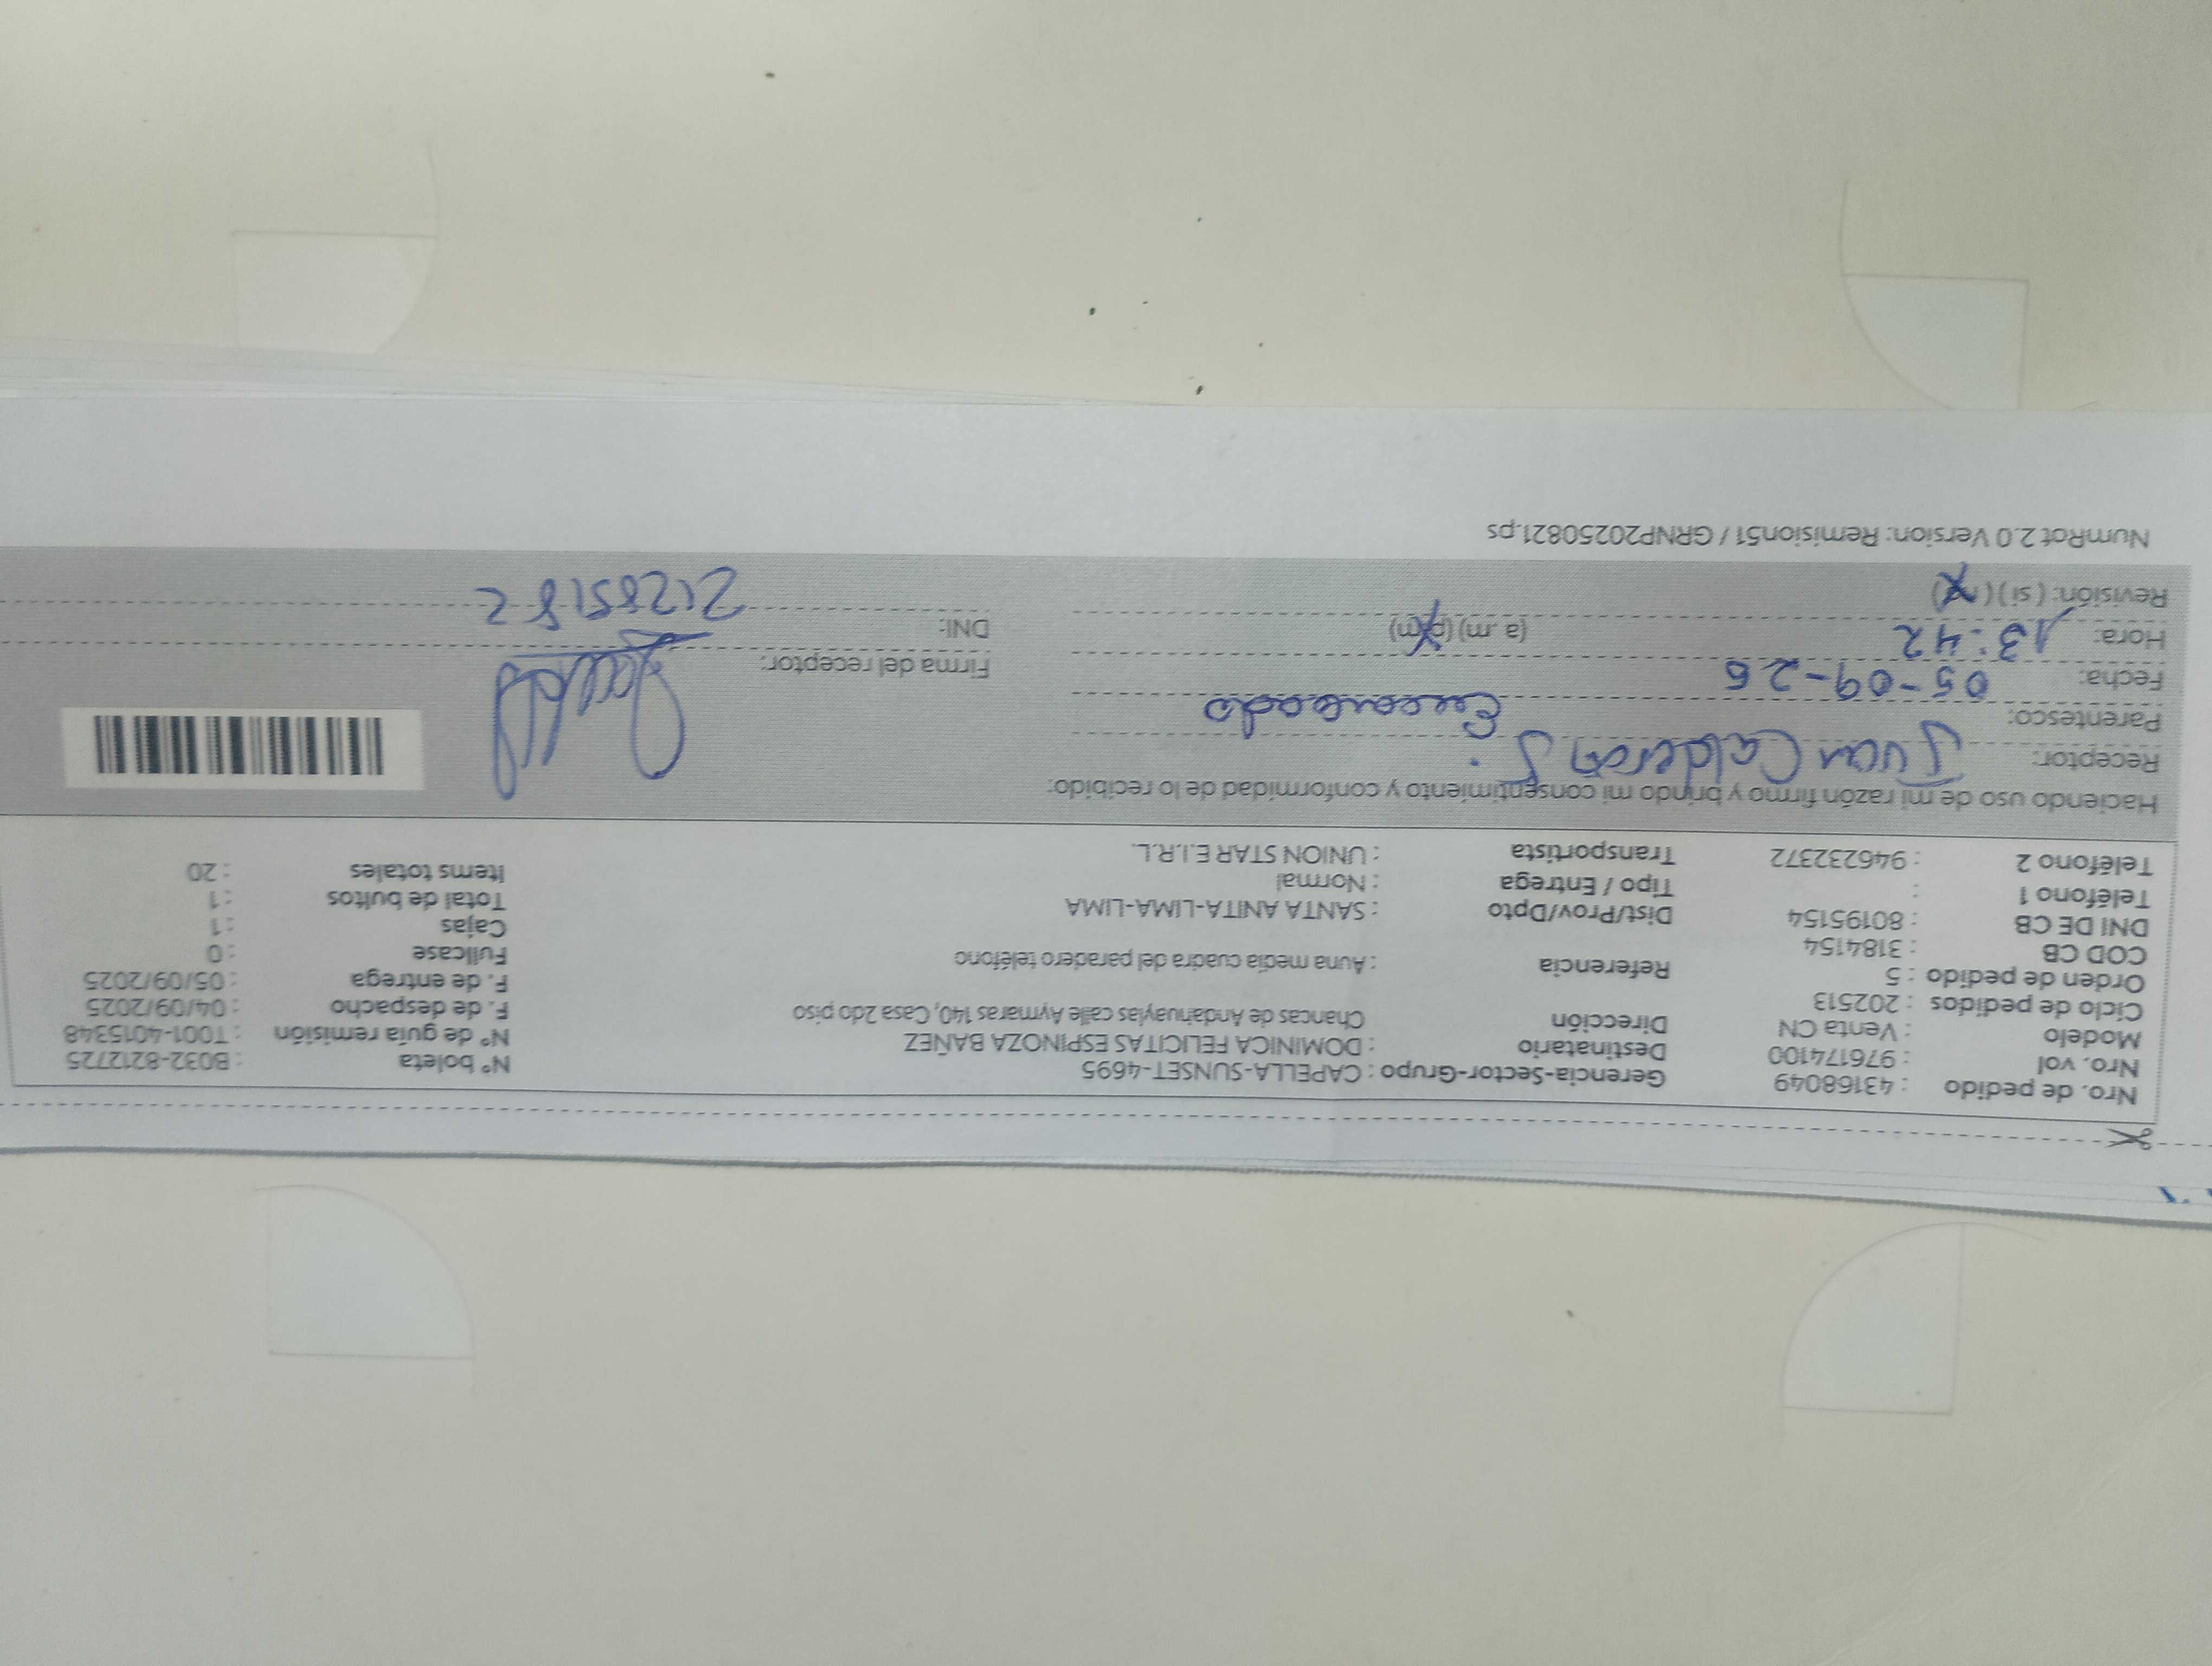 Nro. de pedido : 43168049 Gerencia-Sector-Grupo : CAPELLA-SUNSET-4695 N° boleta : B032-8212725
Nro. vol : 976174100 Destinatario : DOMINICA FELICITAS ESPINOZA BAÑEZ N° de guía remisión : T001-4015348
Modelo : Venta CN Dirección Chancas de Andahuaylas calle Aymaras 140, Casa 2do piso F. de despacho : 04/09/2025
Ciclo de pedidos : 202513 F. de entrega : 05/09/2025
Orden de pedido : 5 Referencia : Auna media cuadra del paradero teléfono Fullcase : 0
COD CB : 3184154 Cajas : 1
DNI DE CB : 80195154 Dist/Prov/Dpto : SANTA ANITA-LIMA-LIMA Total de bultos : 1
Teléfono 1 : Tipo / Entrega : Normal Items totales : 20
Teléfono 2 : 946232372 Transportista : UNION STAR E.I.R.L.
Haciendo uso de mi razón firmo y brindo mi consentimiento y conformidad de lo recibido:
Receptor: Juan Calderon S.
Parentesco: Encargado
Fecha: 05-09-25 Firma del receptor:
Hora: 13:42 (a .m) (p.m) DNI: 21285182
Revisión: (si) (
NumRot 2.0 Version: Remision51 / GRNP20250821.ps